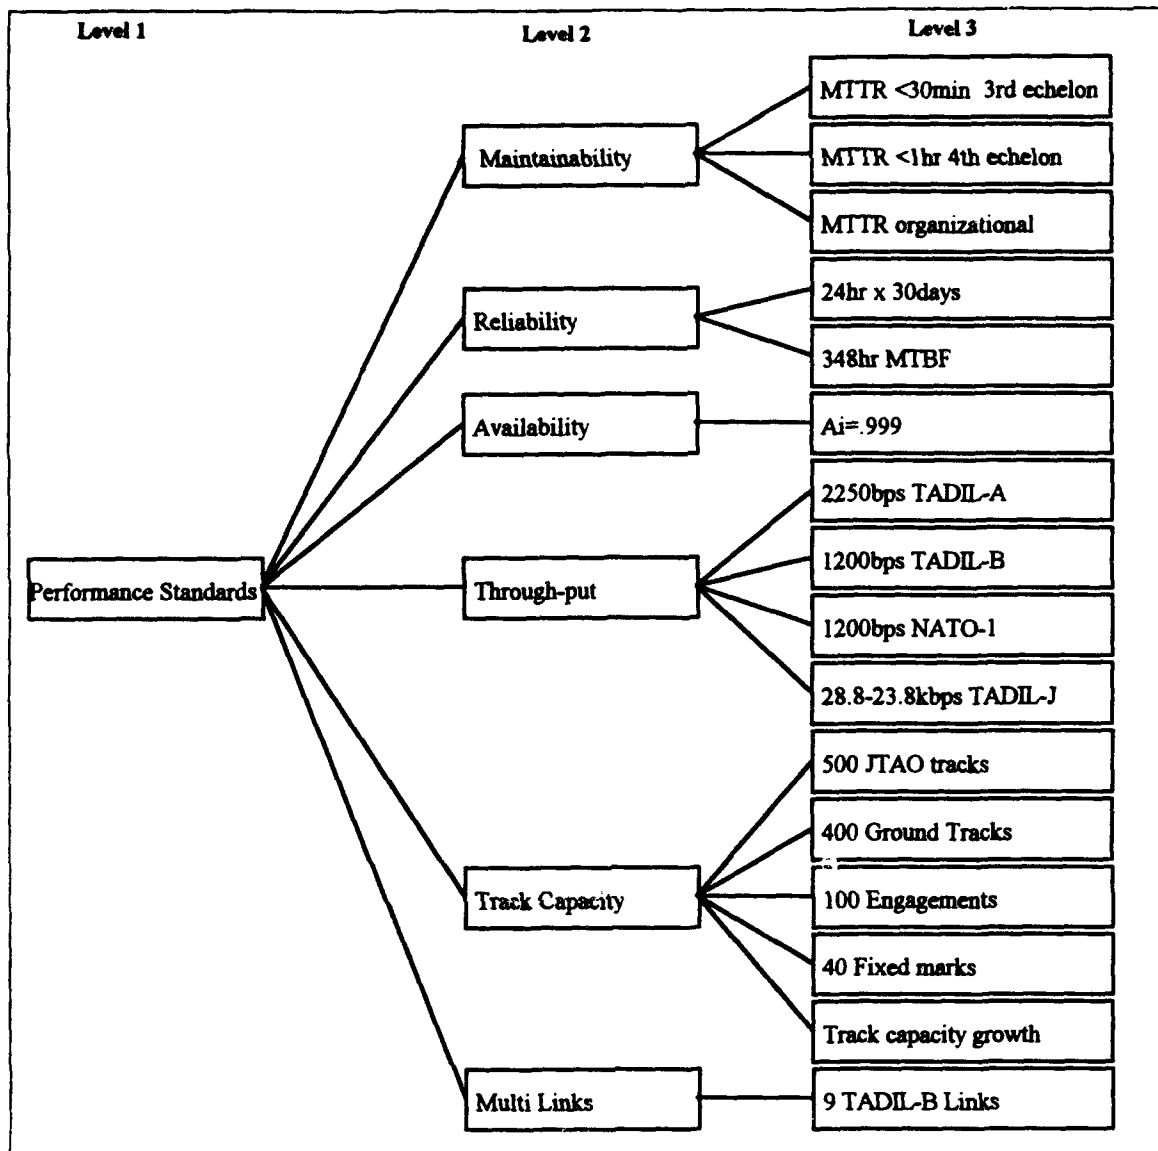 Level 1
Level 2
Level 3
MTTR <30min 3rd echelon
Maintainability
MTTR <1hr 4th echelon
MTTR organizational
24hr x 30days
Reliability
348hr MTBF
Availability
Ai=.999
2250bps TADIL-A
1200bps TADIL-B
Performance Standards
Through-put
1200bps NATO-1
28.8-23.8kbps TADIL-J
500 JTAO tracks
400 Ground Tracks
Track Capacity
100 Engagements
40 Fixed marks
Track capacity growth
Multi Links
9 TADIL-B Links